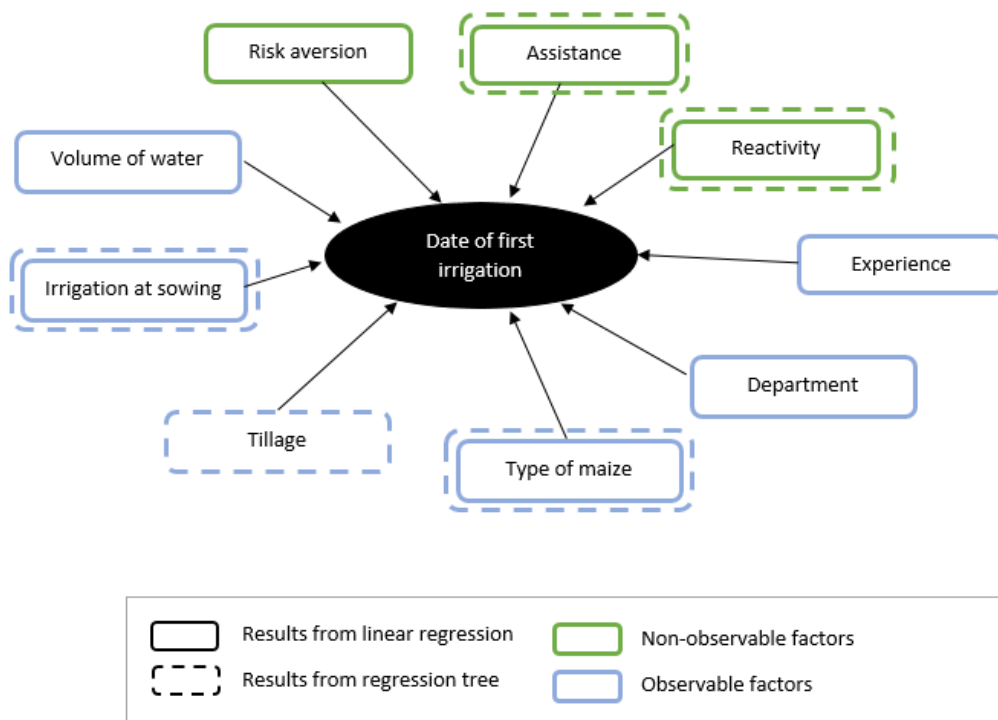 Risk aversion
Assistance
Reactivity
Volume of water
Date of first
irrigation
Experience
Irrigation at sowing
Department
Tillage
Type of maize
Results from linear regression
Non-observable factors
Results from regression tree
Observable factors